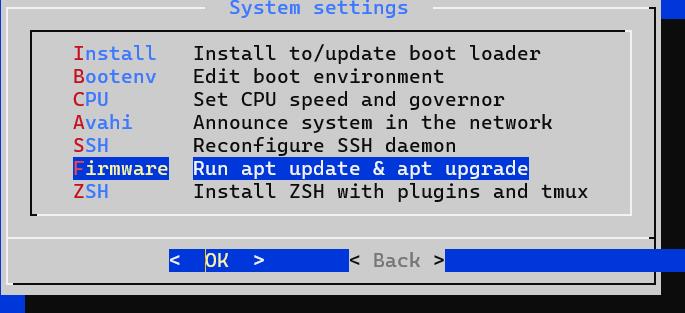 System settings
Install Install to/update boot loader
Bootenv Edit boot environment
CPU Set CPU speed and governor
Avahi Announce system in the network
SSH Reconfigure SSH daemon
Firmware Run apt update & apt upgrade
ZSH Install ZSH with plugins and tmux
< OK > < Back >